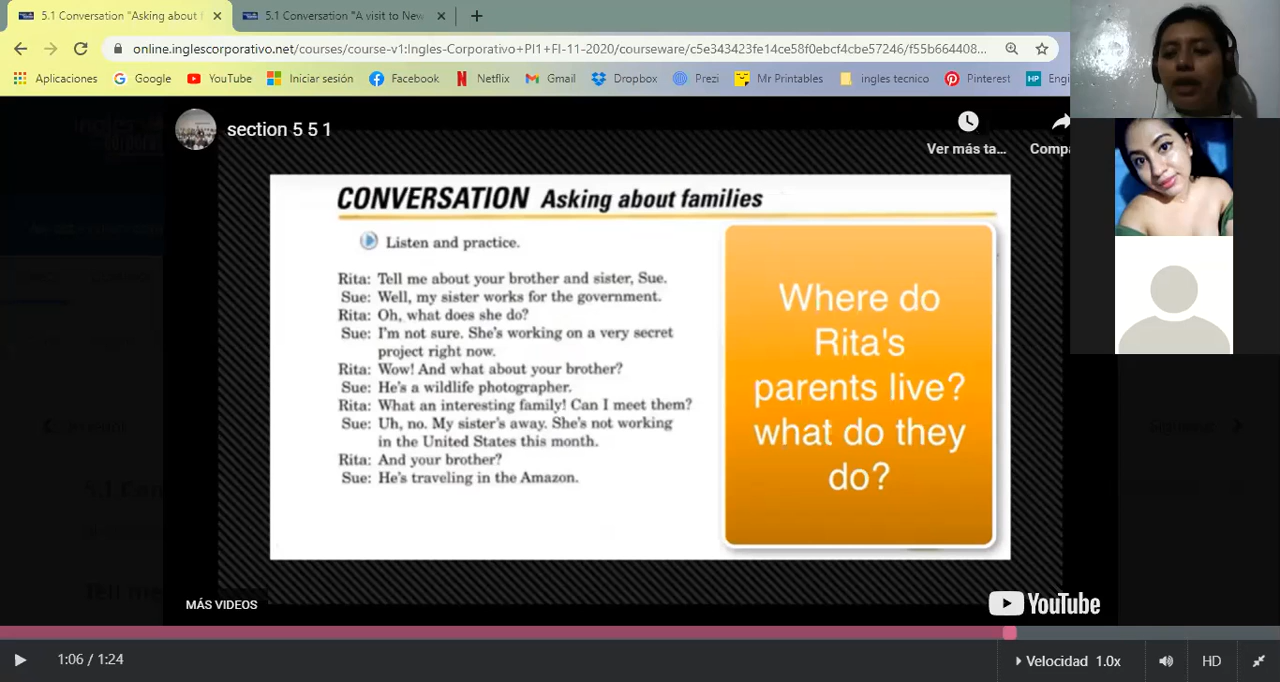 5.1 Conversation "Asking about f
5.1 Conversation "A visit to New
online.inglescorporativo.net/courses/course-v1:Ingles-Corporativo+PI1+FI-11-2020/courseware/c5e343423fe14ce58f0ebcf4cbe57246/f55b664408...
Aplicaciones Google YouTube Iniciar sesión Facebook Netflix Gmail Dropbox Prezi Mr Printables ingles tecnico Pinterest HP Engl
section 5 5 1
Ver más ta...
Compa
CONVERSATION Asking about families
Listen and practice.
Rita: Tell me about your brother and sister, Sue.
Sue: Well, my sister works for the government.
Rita: Oh, what does she do?
Sue: I'm not sure. She's working on a very secret
project right now.
Rita: Wow! And what about your brother?
Sue: He's a wildlife photographer.
Rita: What an interesting family! Can I meet them?
Sue: Uh, no. My sister's away. She's not working
in the United States this month.
Rita: And your brother?
Sue: He's traveling in the Amazon.
Where do
Rita's
parents live?
what do they
do?
5.1 Con
Tell me
MÁS VIDEOS
YouTube
1:06 / 1:24
Velocidad 1.0x
HD